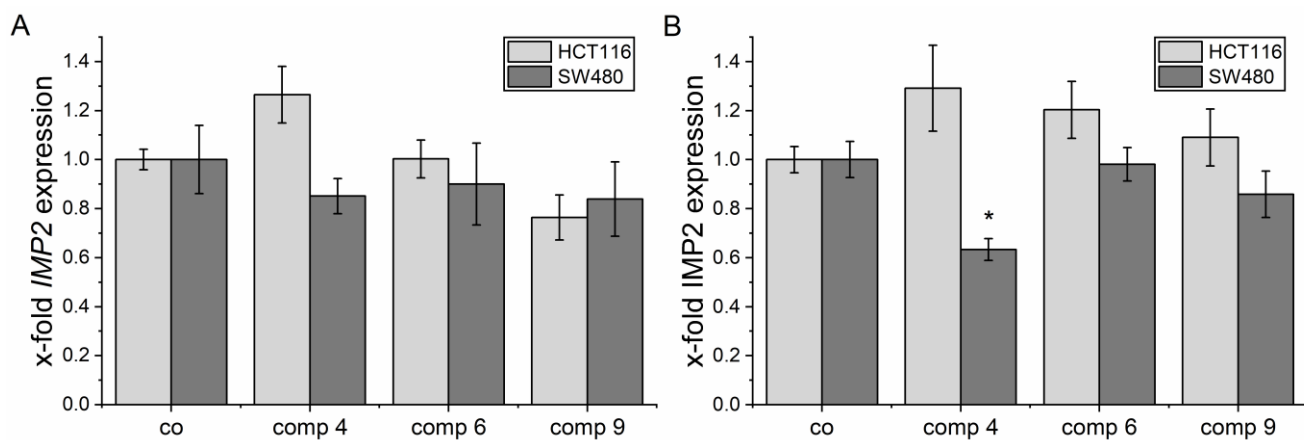 A
x-fold IMP2 expression
1.4
1.2
1.0
0.8
0.6
0.4
0.2
0.0
HCT116
SW480
co comp 4 comp 6 comp 9
B
x-fold IMP2 expression
1.4
1.2
1.0
0.8
0.6
0.4
0.2
0.0
HCT116
SW480
*
co comp 4 comp 6 comp 9